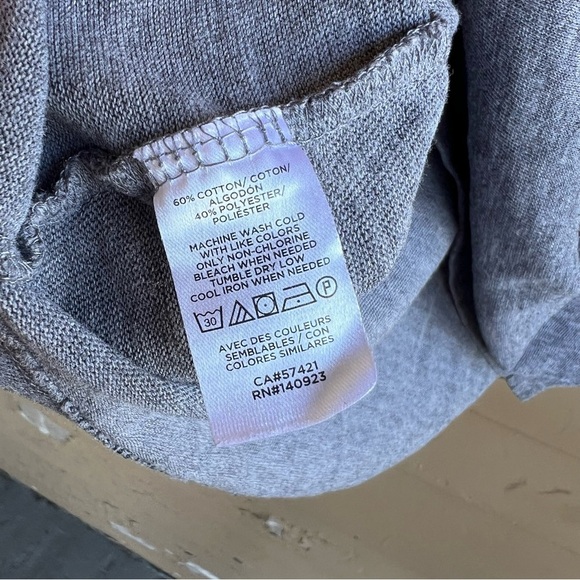 60% COTTON/ COTON/
ALGODÓN
40% POLYESTER/
POLIÉSTER
MACHINE WASH COLD
WITH LIKE COLORS
ONLY NON-CHLORINE
BLEACH WHEN NEEDED
TUMBLE DRY LOW
COOL IRON WHEN NEEDED
30 P
AVEC DES COULEURS
SEMBLABLES / CON
COLORES SIMILARES
CA#57421
RN#140923